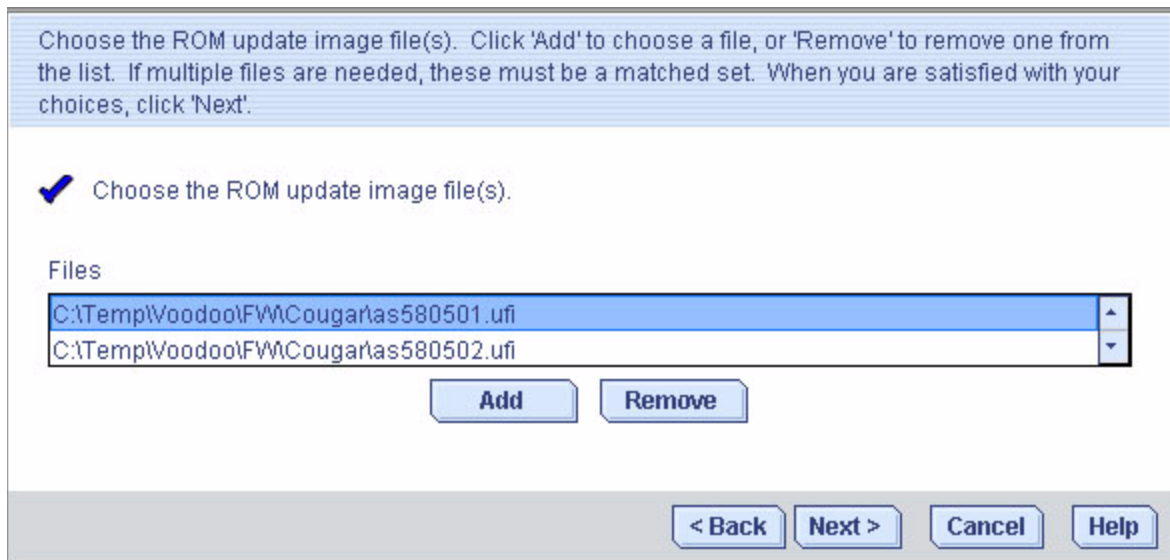 Choose the ROM update image file(s). Click 'Add' to choose a file, or 'Remove' to remove one from
the list. If multiple files are needed, these must be a matched set. When you are satisfied with your
choices, click 'Next'.
Choose the ROM update image file(s).
Files
C:\Temp\Voodoo\FW\Cougar\as580501.ufi
C:\Temp\Voodoo\FW\Cougar\as580502.ufi
Add Remove
< Back Next > Cancel Help